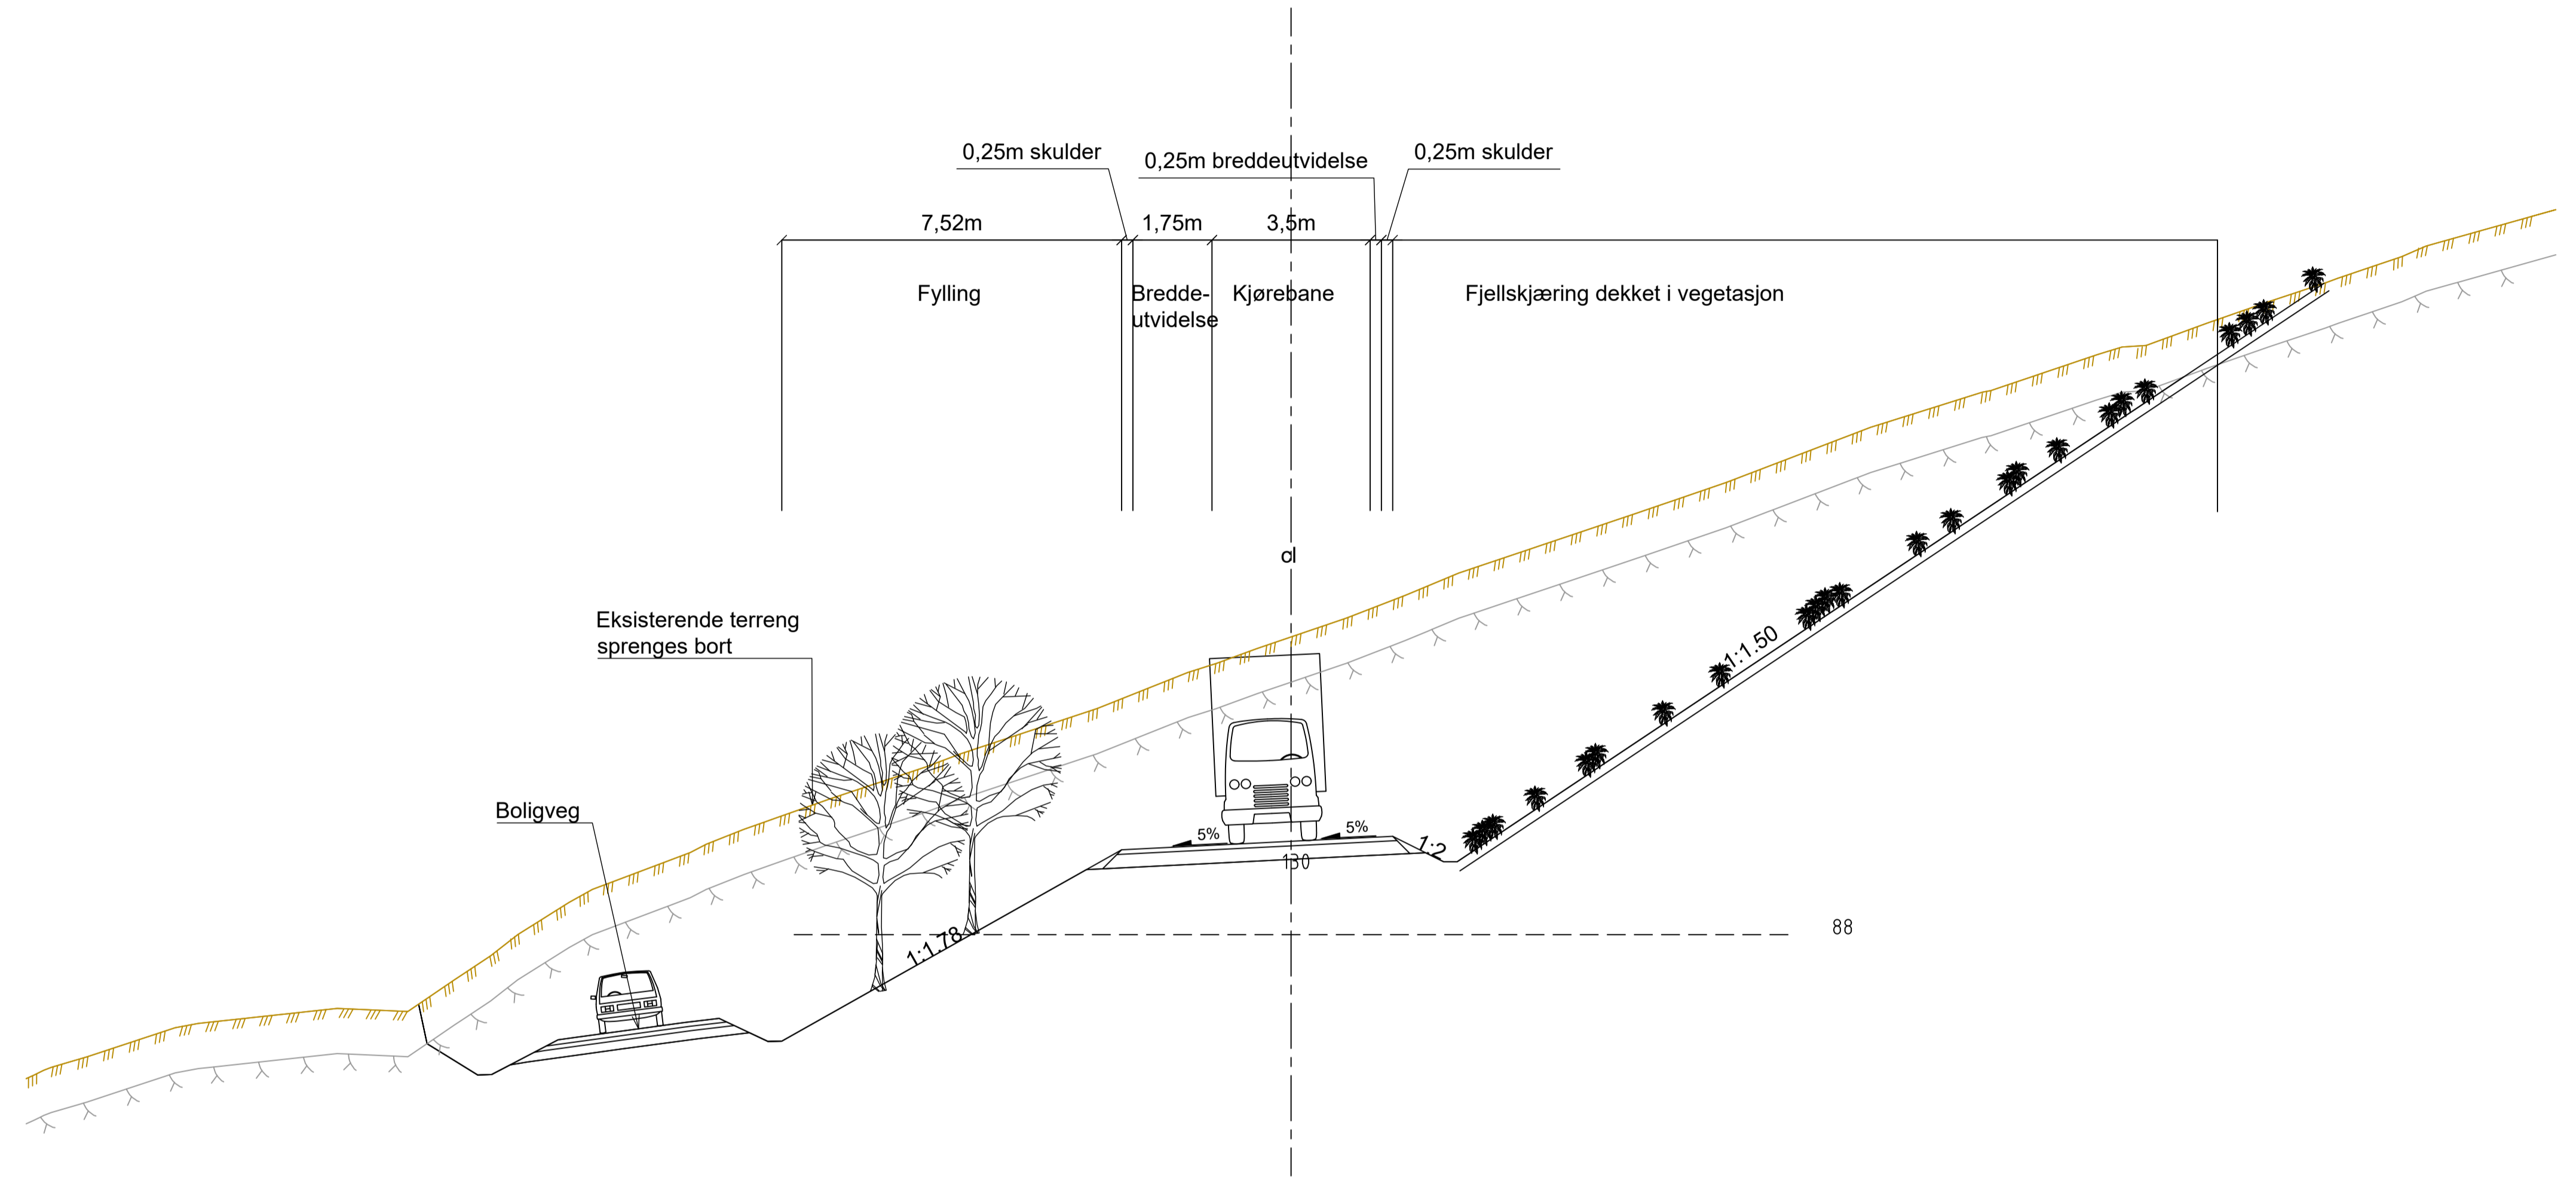 0,25m skulder
0,25m breddeutvidelse
0,25m skulder
7,52m
1,75m
3,5m
Fylling
Bredde-
utvidelse
Kjørebane
Fjellskjæring dekket i vegetasjon
cl
Eksisterende terreng
sprenges bort
1:1.50
Boligveg
5%
5%
1:2
130
1:1.78
88